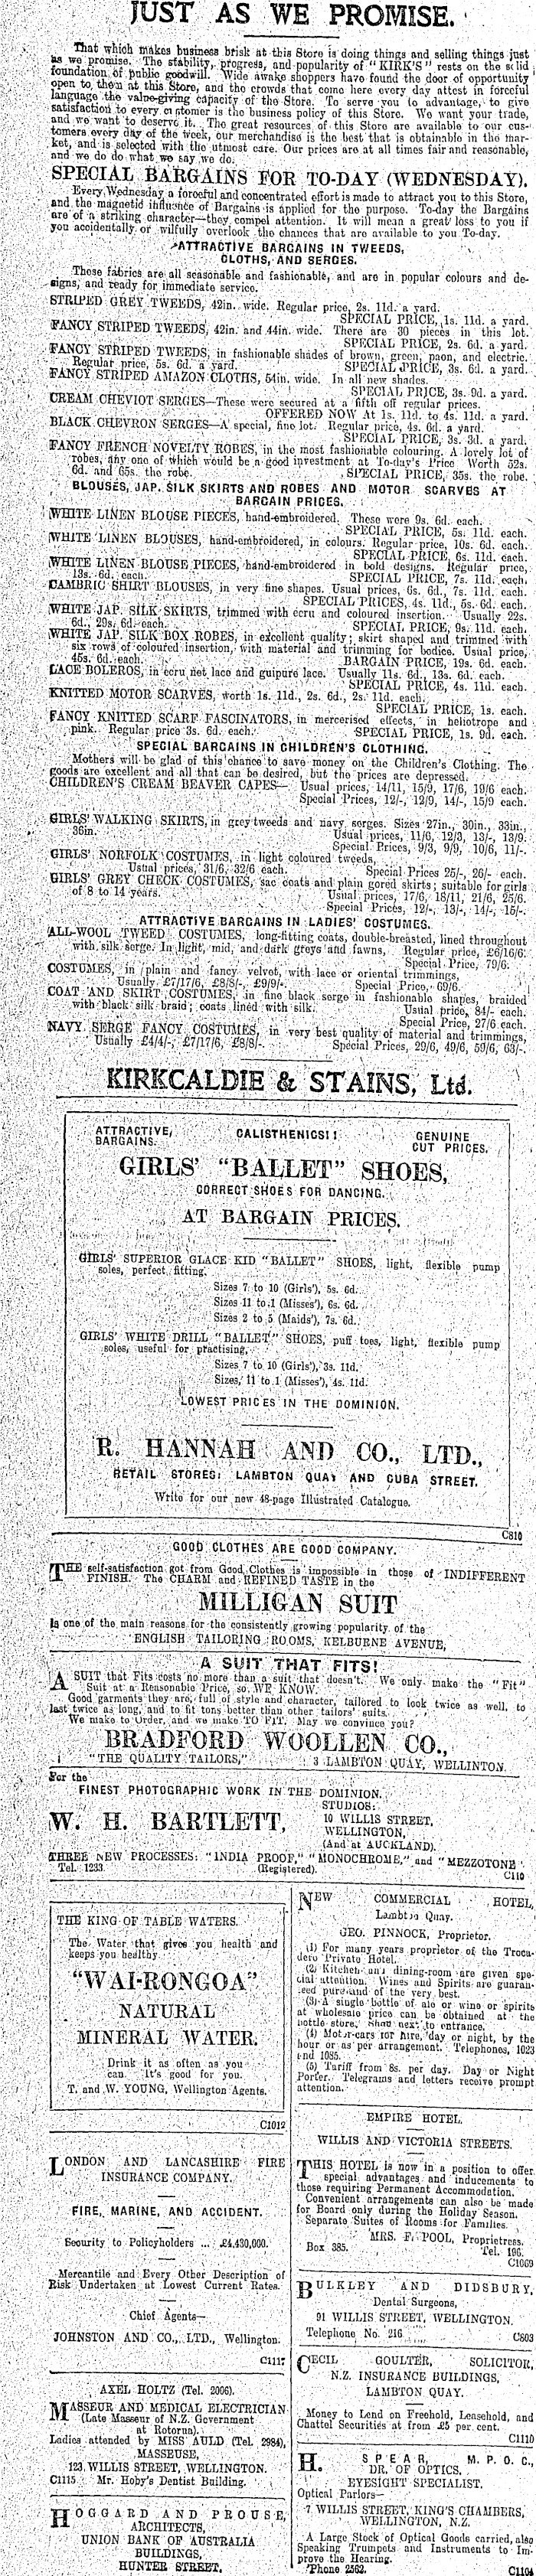 JUST AS WE PROMISE.
That which makes business brisk at this Store is doing things and selling things just
as we promise. The stability, progress, and popularity of "KIRK'S" rests on the solid
foundation of public goodwill. Wide awake shoppers have found the door of opportunity
open to them at this Store, and the crowds that come here every day attest in forceful
language the value-giving capacity of the Store. To serve you to advantage, to give
satisfaction to every customer is the business policy of this Store. We want your trade,
and we want to deserve it. The great resources of this Store are available to our cus-
tomers every day of the week, our merchandise is the best that is obtainable in the mar-
ket, and is selected with the utmost care. Our prices are at all times fair and reasonable,
and we do do what we say we do.
SPECIAL BARGAINS FOR TO-DAY (WEDNESDAY).
Every Wednesday a forceful and concentrated effort is made to attract you to this Store,
and the magnetic influence of Bargains is applied for the purpose. To-day the Bargains
are of a striking character—they compel attention. It will mean a great loss to you if
you accidentally or wilfully overlook the chances that are available to you To-day.
ATTRACTIVE BARGAINS IN TWEEDS,
CLOTHS, AND SERGES.
These fabrics are all seasonable and fashionable, and are in popular colours and de-
signs, and ready for immediate service.
STRIPED GREY TWEEDS, 42in. wide. Regular price, 2s. 11d. a yard.
SPECIAL PRICE, 1s. 11d. a yard.
FANCY STRIPED TWEEDS, 42in. and 44in. wide. There are 30 pieces in this lot.
SPECIAL PRICE, 2s. 6d. a yard.
FANCY STRIPED TWEEDS, in fashionable shades of brown, green, paon, and electric.
Regular price, 5s. 6d. a yard. SPECIAL PRICE, 3s. 6d. a yard.
FANCY STRIPED AMAZON CLOTHS, 54in. wide. In all new shades.
SPECIAL PRICE, 3s. 9d. a yard.
CREAM CHEVIOT SERGES—These were secured at a fifth off regular prices.
OFFERED NOW At 1s. 11d. to 4s. 11d. a yard.
BLACK CHEVRON SERGES—A special, fine lot. Regular price, 4s. 6d. a yard.
SPECIAL PRICE, 3s. 3d. a yard.
FANCY FRENCH NOVELTY ROBES, in the most fashionable colouring. A lovely lot of
robes, any one of which would be a good investment at To-day's Price Worth 52s.
6d. and 65s. the robe. SPECIAL PRICE, 35s. the robe.
BLOUSES, JAP. SILK SKIRTS AND ROBES AND MOTOR SCARVES AT
BARGAIN PRICES.
WHITE LINEN BLOUSE PIECES, hand-embroidered. These were 9s. 6d. each.
SPECIAL PRICE, 5s. 11d. each.
WHITE LINEN BLOUSES, hand-embroidered, in colours. Regular price, 10s. 6d. each.
SPECIAL PRICE, 6s. 11d. each.
WHITE LINEN BLOUSE PIECES, hand-embroidered in bold designs. Regular price,
13s. 6d. each. SPECIAL PRICE, 7s. 11d. each.
CAMBRIC SHIRT BLOUSES, in very fine shapes. Usual prices, 6s. 6d., 7s. 11d. each.
SPECIAL PRICES, 4s. 11d., 5s. 6d. each.
WHITE JAP. SILK SKIRTS, trimmed with ecru and coloured insertion. Usually 22s.
6d., 29s. 6d. each. SPECIAL PRICE, 9s. 11d. each.
WHITE JAP. SILK BOX ROBES, in excellent quality; skirt shaped and trimmed with
six rows of coloured insertion, with material and trimming for bodice. Usual price,
45s. 6d. each. BARGAIN PRICE, 19s. 6d. each.
LACE BOLEROS, in ecru net lace and guipure lace. Usually 11s. 6d., 13s. 6d. each.
SPECIAL PRICE, 4s. 11d. each.
KNITTED MOTOR SCARVES, worth 1s. 11d., 2s. 6d., 2s. 11d. each.
SPECIAL PRICE, 1s. each.
FANCY KNITTED SCARF FASCINATORS, in mercerised effects, in heliotrope and
pink. Regular price 3s. 6d. each. SPECIAL PRICE, 1s. 9d. each.
SPECIAL BARGAINS IN CHILDREN'S CLOTHING.
Mothers will be glad of this chance to save money on the Children's Clothing. The
goods are excellent and all that can be desired, but the prices are depressed.
CHILDREN'S CREAM BEAVER CAPES— Usual prices, 14/11, 15/9, 17/6, 19/6 each.
Special Prices, 12/-, 12/9, 14/-, 15/9 each.
GIRLS' WALKING SKIRTS, in grey tweeds and navy serges. Sizes 27in., 30in., 33in.,
36in. Usual prices, 11/6, 12/3, 13/-, 13/9.
Special Prices, 9/3, 9/9, 10/6, 11/-.
GIRLS' NORFOLK COSTUMES, in light coloured tweeds,
Usual prices, 31/6, 32/6 each. Special Prices 25/-, 26/- each.
GIRLS' GREY CHECK COSTUMES, sac coats and plain gored skirts; suitable for girls
of 8 to 14 years. Usual prices, 17/6, 18/11, 21/6, 25/6.
Special Prices, 12/-, 13/-, 14/-, 15/-.
ATTRACTIVE BARGAINS IN LADIES' COSTUMES.
ALL-WOOL TWEED COSTUMES, long-fitting coats, double-breasted, lined throughout
with silk serge. In light, mid, and dark greys and fawns, Regular price, £6/16/6.
Special Price, 79/6.
COSTUMES, in plain and fancy velvet, with lace or oriental trimmings,
Usually £7/17/6, £8/8/-, £9/9/-. Special Price, 69/6.
COAT AND SKIRT COSTUMES, in fine black serge in fashionable shapes, braided
with black silk braid; coats lined with silk. Usual price, 84/- each.
Special Price, 27/6 each.
NAVY SERGE FANCY COSTUMES, in very best quality of material and trimmings,
Usually £4/4/-, £7/17/6, £8/8/-. Special Prices, 29/6, 49/6, 59/6, 63/-.
KIRKCALDIE & STAINS, Ltd.
ATTRACTIVE BARGAINS. CALISTHENICS!! GENUINE CUT PRICES.
GIRLS' "BALLET" SHOES,
CORRECT SHOES FOR DANCING.
AT BARGAIN PRICES.
GIRLS' SUPERIOR GLACE KID "BALLET" SHOES, light, flexible pump
soles, perfect fitting.
Sizes 7 to 10 (Girls'), 5s. 6d.
Sizes 11 to 1 (Misses'), 6s. 6d.
Sizes 2 to 5 (Maids'), 7s. 6d.
GIRLS' WHITE DRILL "BALLET" SHOES, puff toes, light, flexible pump
soles, useful for practising,
Sizes 7 to 10 (Girls'), 3s. 11d.
Sizes, 11 to 1 (Misses'), 4s. 11d.
LOWEST PRICES IN THE DOMINION.
R. HANNAH AND CO., LTD.,
RETAIL STORES: LAMBTON QUAY AND CUBA STREET.
Write for our new 48-page Illustrated Catalogue.
C810
GOOD CLOTHES ARE GOOD COMPANY.
THE self-satisfaction got from Good Clothes is impossible in those of INDIFFERENT
FINISH. The CHARM and REFINED TASTE in the
MILLIGAN SUIT
Is one of the main reasons for the consistently growing popularity of the
ENGLISH TAILORING ROOMS, KELBURNE AVENUE,
A SUIT THAT FITS!
A SUIT that Fits costs no more than a suit that doesn't. We only make the "Fit"
Suit at a Reasonable Price, so WE KNOW.
Good garments they are, full of style and character, tailored to look twice as well, to
last twice as long, and to fit tons better than other tailors' suits.
We make to Order, and we make TO FIT. May we convince you?
BRADFORD WOOLLEN CO.,
"THE QUALITY TAILORS," 3 LAMBTON QUAY, WELLINTON
For the
FINEST PHOTOGRAPHIC WORK IN THE DOMINION.
W. H. BARTLETT,
STUDIOS:
10 WILLIS STREET,
WELLINGTON,
(And at AUCKLAND).
THREE NEW PROCESSES: "INDIA PROOF," "MONOCHROME," and "MEZZOTONE"
Tel. 1233. (Registered). C110
THE KING OF TABLE WATERS.
The Water that gives you health and
keeps you healthy.
"WAI-RONGOA"
NATURAL
MINERAL WATER.
Drink it as often as you
can. It's good for you.
T. and W. YOUNG, Wellington Agents.
C1012
LONDON AND LANCASHIRE FIRE
INSURANCE COMPANY.
FIRE, MARINE, AND ACCIDENT.
Security to Policyholders ... £4,430,000.
Mercantile and Every Other Description of
Risk Undertaken at Lowest Current Rates.
Chief Agents—
JOHNSTON AND CO., LTD., Wellington.
C1117
AXEL HOLTZ (Tel. 2006).
MASSEUR AND MEDICAL ELECTRICIAN
(Late Masseur of N.Z. Government
at Rotorua).
Ladies attended by MISS AULD (Tel. 2984),
MASSEUSE,
123 WILLIS STREET, WELLINGTON.
C1115 Mr. Hoby's Dentist Building.
HOGGARD AND PROUSE,
ARCHITECTS,
UNION BANK OF AUSTRALIA
BUILDINGS,
HUNTER STREET,
NEW COMMERCIAL HOTEL,
Lambton Quay.
GEO. PINNOCK, Proprietor.
(1) For many years proprietor of the Troca-
dero Private Hotel.
(2) Kitchen and dining-room are given spe-
cial attention. Wines and Spirits are guaran-
teed pure and of the very best.
(3) A single bottle of ale or wine or spirits
at wholesale price can be obtained at the
bottle store. Shop next to entrance.
(4) Motor-cars for hire, day or night, by the
hour or as per arrangement. Telephones, 1023
and 1085.
(5) Tariff from 8s. per day. Day or Night
Porter. Telegrams and letters receive prompt
attention.
EMPIRE HOTEL,
WILLIS AND VICTORIA STREETS.
THIS HOTEL is now in a position to offer
special advantages and inducements to
those requiring Permanent Accommodation.
Convenient arrangements can also be made
for Board only during the Holiday Season.
Separate Suites of Rooms for Families.
MRS. F. POOL, Proprietress.
Box 385. Tel. 196.
C1069
BULKLEY AND DIDSBURY,
Dental Surgeons,
91 WILLIS STREET, WELLINGTON.
Telephone No. 216 C803
CECIL GOULTER, SOLICITOR,
N.Z. INSURANCE BUILDINGS,
LAMBTON QUAY.
Money to Lend on Freehold, Leasehold, and
Chattel Securities at from £5 per cent.
C1110
H. SPEAR, M.P.O.C.,
DR. OF OPTICS,
EYESIGHT SPECIALIST.
Optical Parlors—
7 WILLIS STREET, KING'S CHAMBERS,
WELLINGTON, N.Z.
A Large Stock of Optical Goods carried, also
Speaking Trumpets and Instruments to Im-
prove the Hearing.
'Phone 2562. C1104